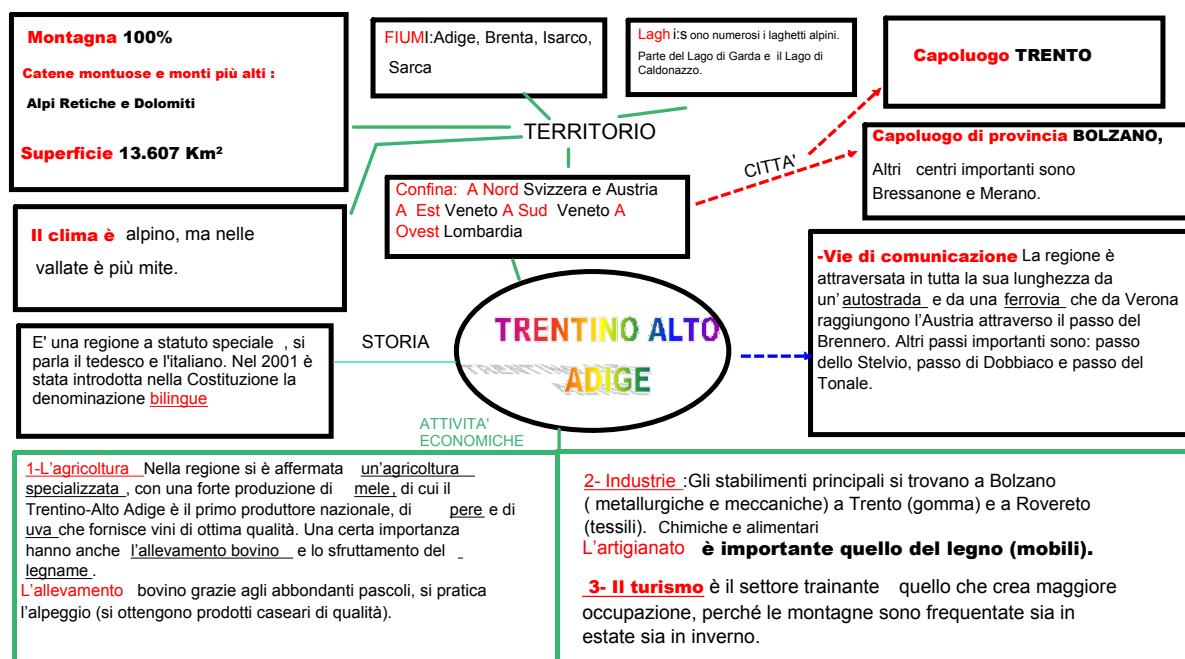 Montagna 100%
Catene montuose e monti più alti :
Alpi Retiche e Dolomiti
Superficie 13.607 Km²
FIUMI:Adige, Brenta, Isarco,
Sarca
Lagh i:s ono numerosi i laghetti alpini.
Parte del Lago di Garda e il Lago di
Caldonazzo.
Capoluogo TRENTO
TERRITORIO
Capoluogo di provincia BOLZANO,
Altri centri importanti sono
Bressanone e Merano.
CITTA'
Confina: A Nord Svizzera e Austria
A Est Veneto A Sud Veneto A
Ovest Lombardia
Il clima è alpino, ma nelle
vallate è più mite.
-Vie di comunicazione La regione è
attraversata in tutta la sua lunghezza da
un' autostrada e da una ferrovia che da Verona
raggiungono l'Austria attraverso il passo del
Brennero. Altri passi importanti sono: passo
dello Stelvio, passo di Dobbiaco e passo del
Tonale.
TRENTINO ALTO
ADIGE
STORIA
E' una regione a statuto speciale , si
parla il tedesco e l'italiano. Nel 2001 è
stata introdotta nella Costituzione la
denominazione bilingue
ATTIVITA'
ECONOMICHE
1-L'agricoltura Nella regione si è affermata un'agricoltura
specializzata , con una forte produzione di mele, di cui il
Trentino-Alto Adige è il primo produttore nazionale, di pere e di
uva che fornisce vini di ottima qualità. Una certa importanza
hanno anche l'allevamento bovino e lo sfruttamento del
legname .
L'allevamento bovino grazie agli abbondanti pascoli, si pratica
l'alpeggio (si ottengono prodotti caseari di qualità).
2- Industrie :Gli stabilimenti principali si trovano a Bolzano
( metallurgiche e meccaniche) a Trento (gomma) e a Rovereto
(tessili). Chimiche e alimentari
L'artigianato è importante quello del legno (mobili).
3- Il turismo è il settore trainante quello che crea maggiore
occupazione, perché le montagne sono frequentate sia in
estate sia in inverno.